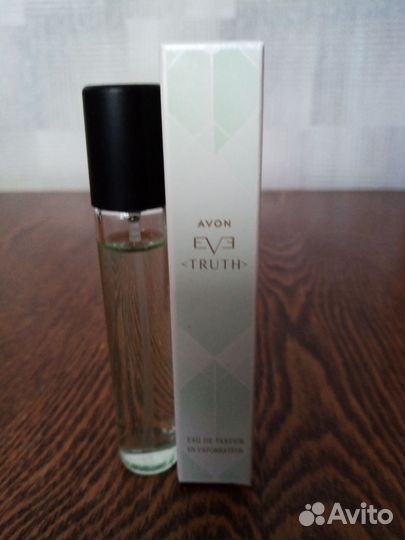 AVON
EVE
<TRUTH>
EAU DE PARFUM
EN VAPORISATEUR
Avito